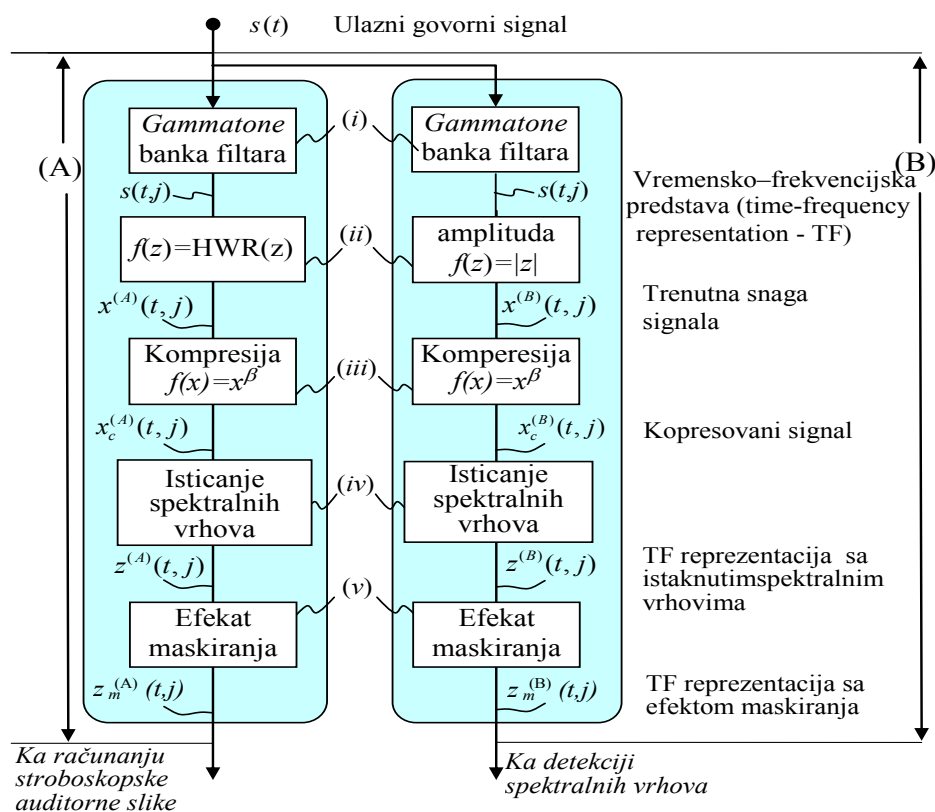 s(t) Ulazni govorni signal
(A)
(B)
Gammatone
banka filtara
(i)
Gammatone
banka filtara
s(t,j)
s(t,j)
Vremensko–frekvencijska
predstava (time-frequency
representation - TF)
f(z)=HWR(z)
(ii)
amplituda
f(z)=|z|
x^(A)(t, j)
x^(B)(t, j)
Trenutna snaga
signala
Kompresija
f(x)=x^β
(iii)
Komperesija
f(x)=x^β
x_c^(A)(t, j)
x_c^(B)(t, j)
Kopresovani signal
Isticanje
spektralnih
vrhova
(iv)
Isticanje
spektralnih
vrhova
z^(A)(t, j)
z^(B)(t, j)
TF reprezentacija sa
istaknutimspektralnim
vrhovima
Efekat
maskiranja
(v)
Efekat
maskiranja
z_m^(A) (t,j)
z_m^(B) (t,j)
TF reprezentacija sa
efektom maskiranja
Ka računanju
stroboskopske
auditorne slike
Ka detekciji
spektralnih vrhova